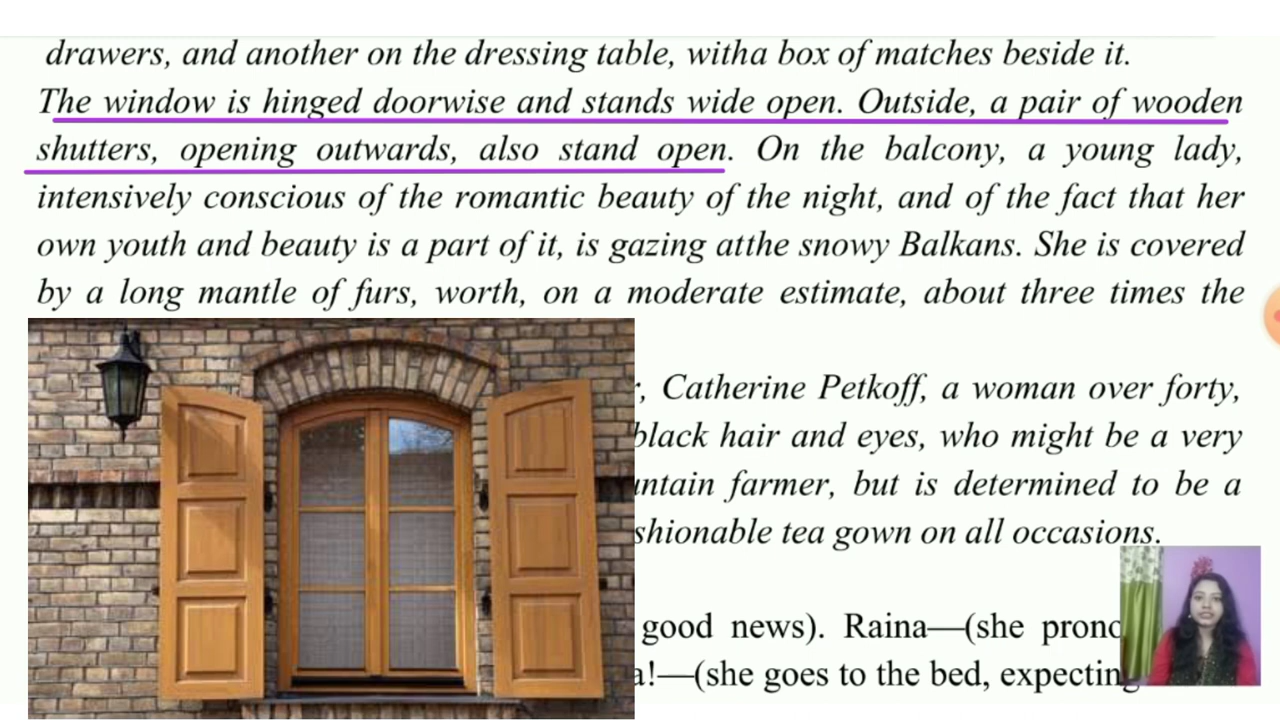 drawers, and another on the dressing table, witha box of matches beside it.
The window is hinged doorwise and stands wide open. Outside, a pair of wooden
shutters, opening outwards, also stand open. On the balcony, a young lady,
intensively conscious of the romantic beauty of the night, and of the fact that her
own youth and beauty is a part of it, is gazing atthe snowy Balkans. She is covered
by a long mantle of furs, worth, on a moderate estimate, about three times the
Catherine Petkoff, a woman over forty,
black hair and eyes, who might be a very
farmer, but is determined to be a
tea gown on all occasions.
good news). Raina—(she
(she goes to the bed, expecting